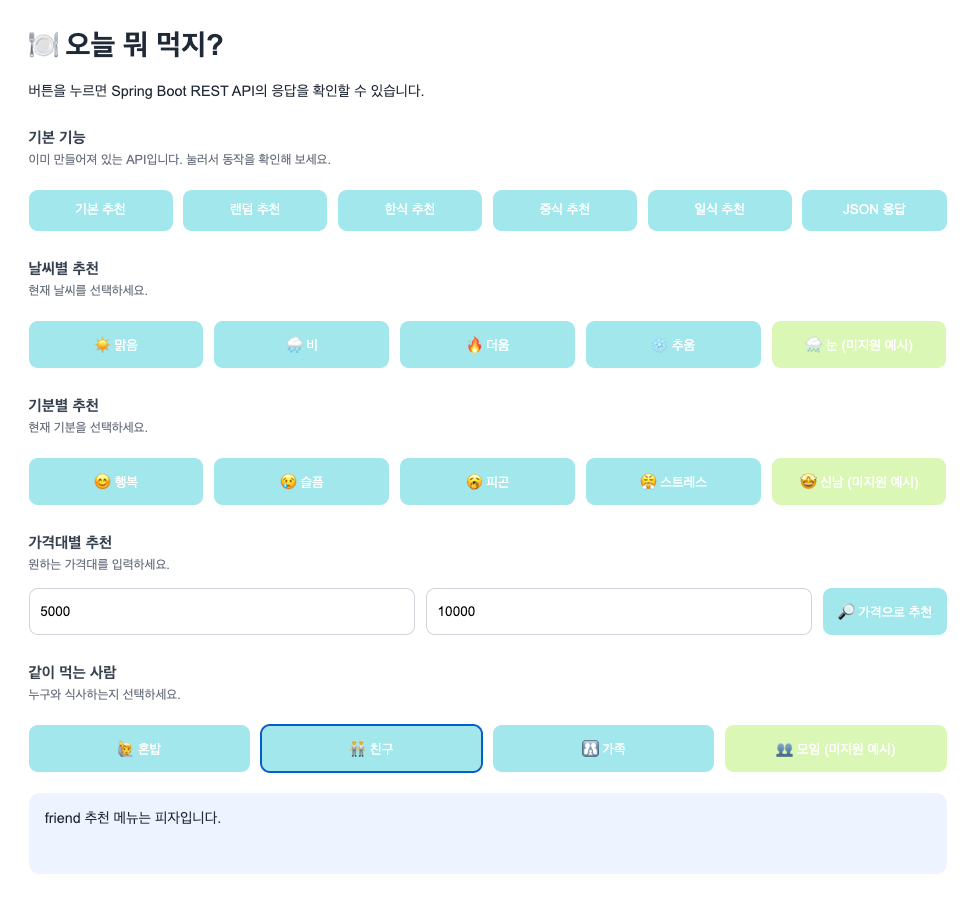 🍽️ 오늘 뭐 먹지?
버튼을 누르면 Spring Boot REST API의 응답을 확인할 수 있습니다.
기본 기능
이미 만들어져 있는 API입니다. 눌러서 동작을 확인해 보세요.
기본 추천 랜덤 추천 한식 추천 중식 추천 일식 추천 JSON 응답
날씨별 추천
현재 날씨를 선택하세요.
☀️ 맑음 🌧️ 비 🔥 더움 ❄️ 추움 🌨️ 눈 (미지원 예시)
기분별 추천
현재 기분을 선택하세요.
😊 행복 😢 슬픔 🥱 피곤 😤 스트레스 🤩 신남 (미지원 예시)
가격대별 추천
원하는 가격대를 입력하세요.
5000 10000 🔎 가격으로 추천
같이 먹는 사람
누구와 식사하는지 선택하세요.
🙋 혼밥 👬 친구 👨‍👩‍👧 가족 👥 모임 (미지원 예시)
friend 추천 메뉴는 피자입니다.